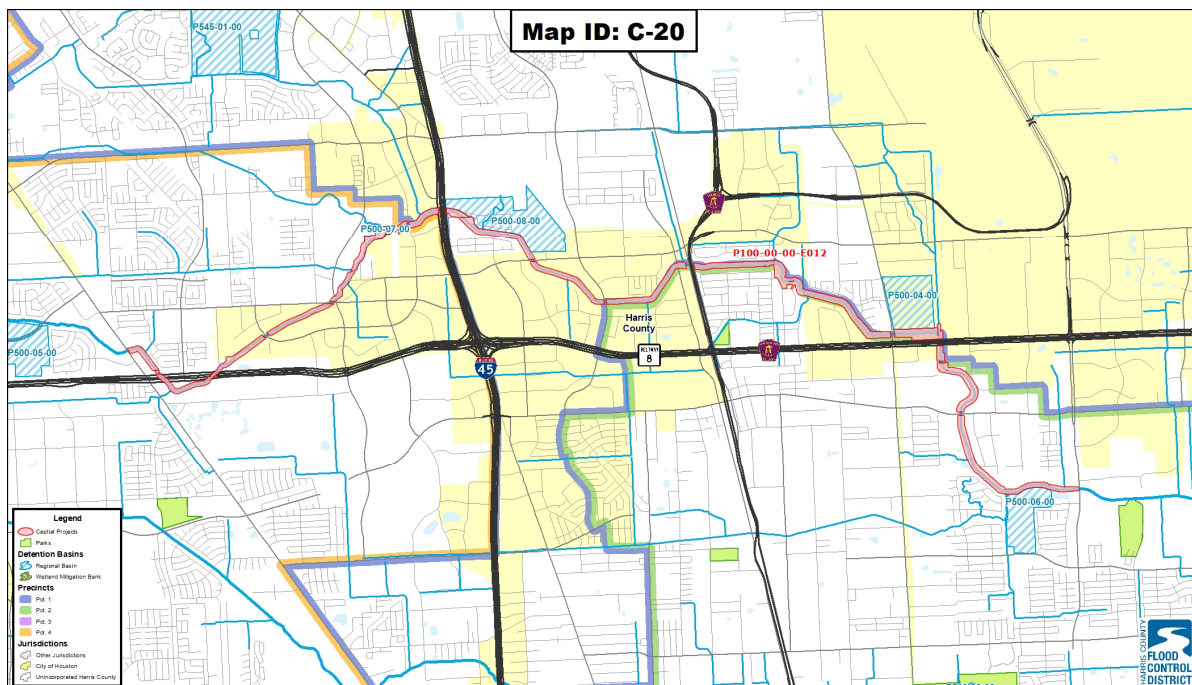 Map ID: C-20
P545-01-00
P500-08-00
P500-07-00
P100-00-00-E012
P500-04-00
Harris
County
P500-05-00
BELTWY
8
45
P500-06-00
Legend
Captial Projects
Parks
Detention Basins
Regional Basin
Wetland Mitigation Bank
Precincts
Pct. 1
Pct. 2
Pct. 3
Pct. 4
Jurisdictions
Other Jurisdictions
City of Houston
Unincorporated Harris County
HARRIS COUNTY
FLOOD
CONTROL
DISTRICT